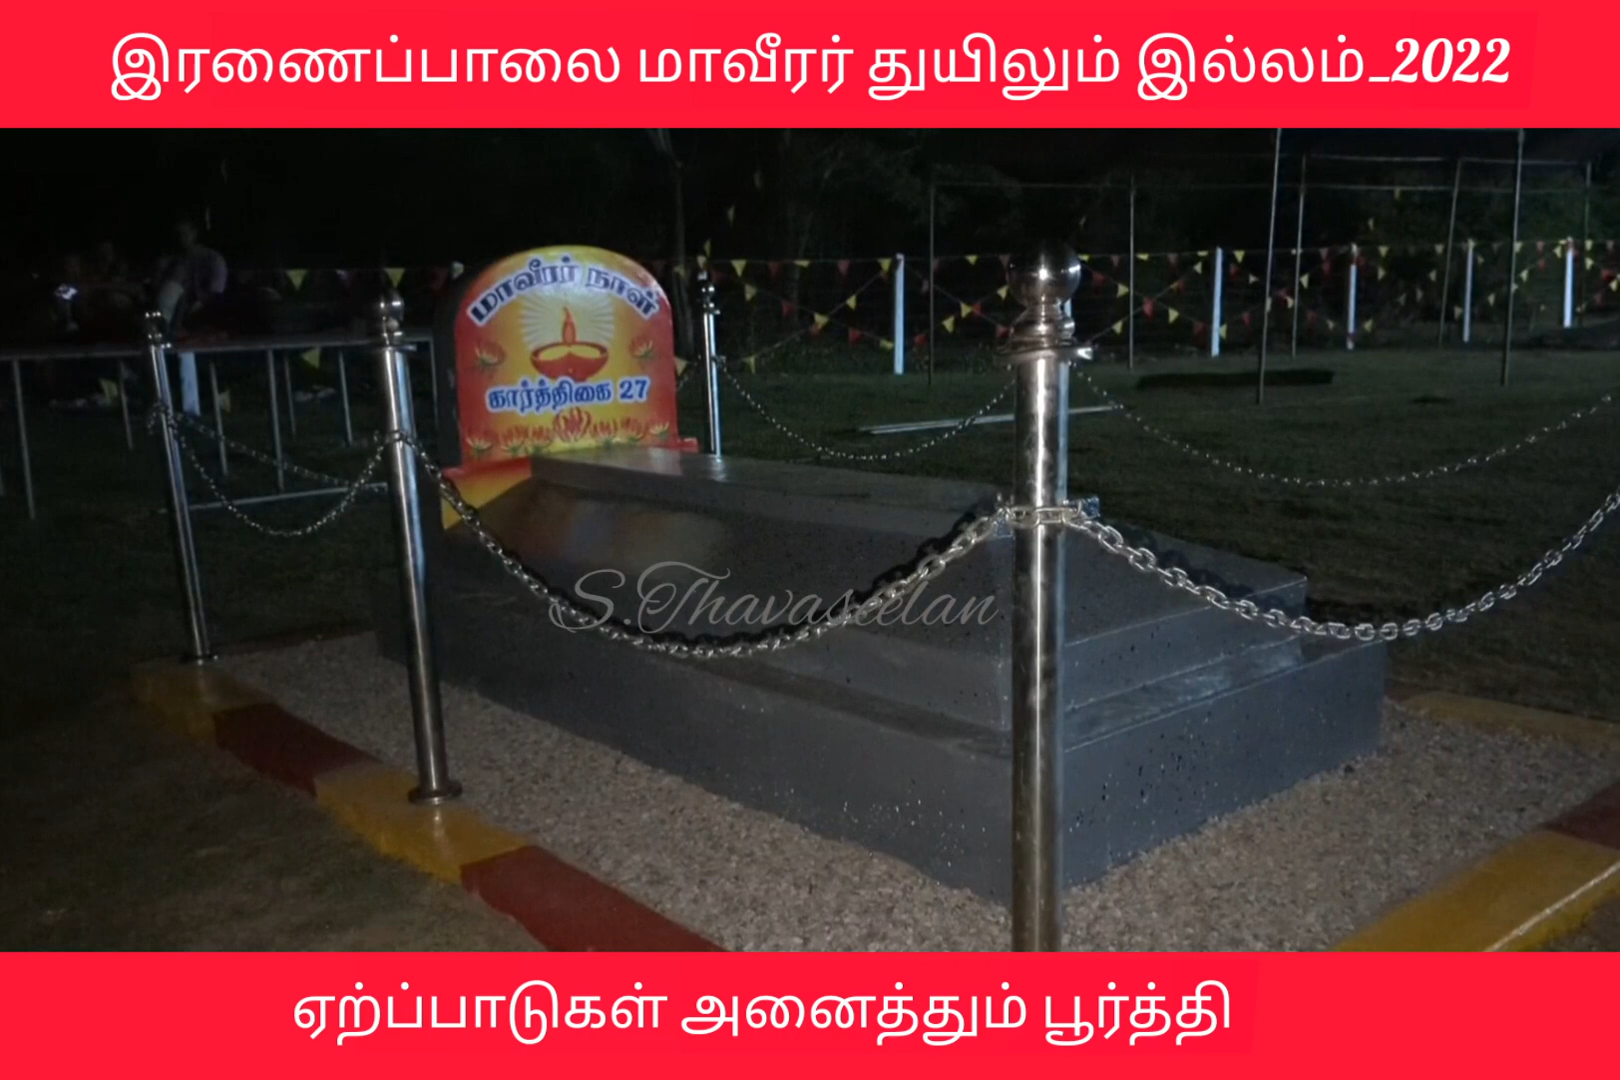 இரணைப்பாலை மாவீரர் துயிலும் இல்லம்_2022
மாவீரர் நாள்
கார்த்திகை 27
S.Thavaseelan
ஏற்ப்பாடுகள் அனைத்தும் பூர்த்தி